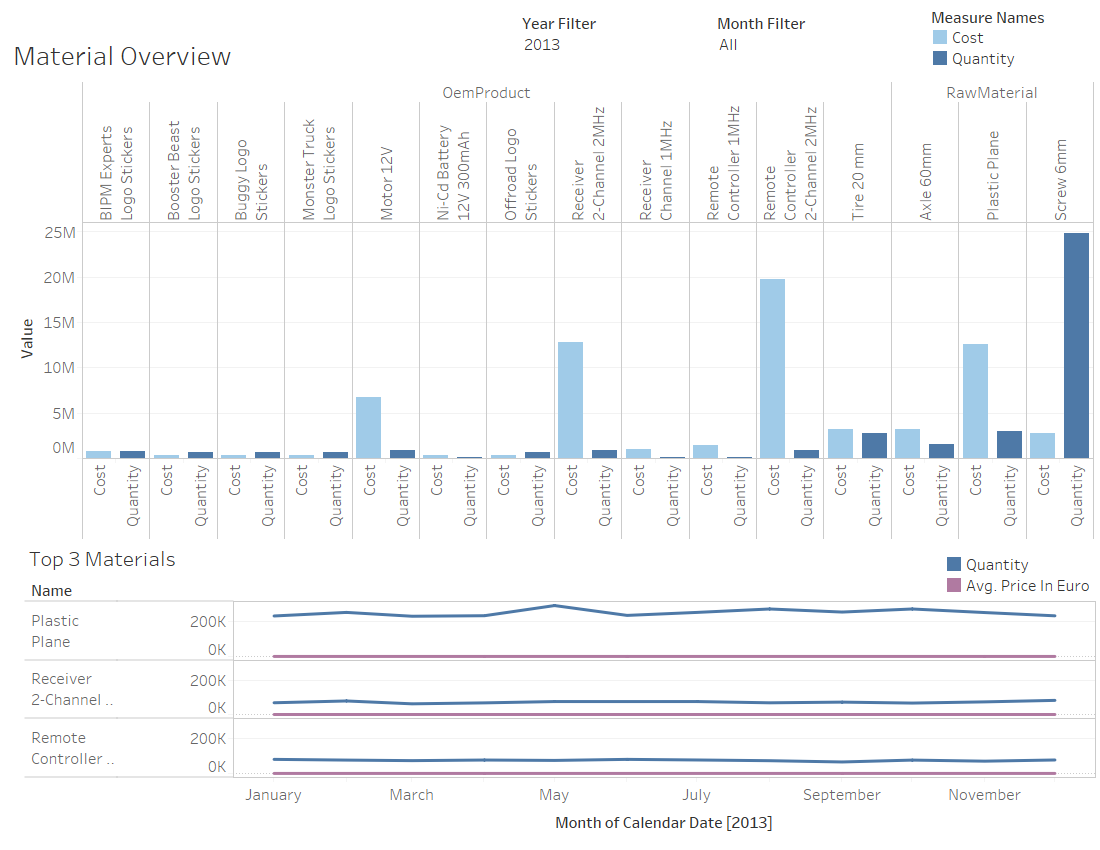 Year Filter
2013
Month Filter
All
Measure Names
Cost
Quantity
Material Overview
OemProduct
RawMaterial
BIPM Experts
Logo Stickers
Booster Beast
Logo Stickers
Buggy Logo
Stickers
Monster Truck
Logo Stickers
Motor 12V
Ni-Cd Battery
12V 300mAh
Offroad Logo
Stickers
Receiver
2-Channel 2MHz
Receiver
Channel 1MHz
Remote
Controller 1MHz
Remote
Controller
2-Channel 2MHz
Tire 20 mm
Axle 60mm
Plastic Plane
Screw 6mm
25M
20M
15M
10M
5M
0M
Value
Cost
Quantity
Cost
Quantity
Cost
Quantity
Cost
Quantity
Cost
Quantity
Cost
Quantity
Cost
Quantity
Cost
Quantity
Cost
Quantity
Cost
Quantity
Cost
Quantity
Cost
Quantity
Cost
Quantity
Cost
Quantity
Cost
Quantity
Top 3 Materials
Quantity
Avg. Price In Euro
Name
Plastic
Plane
200K
0K
Receiver
2-Channel ..
200K
0K
Remote
Controller ..
200K
0K
January
March
May
July
September
November
Month of Calendar Date [2013]